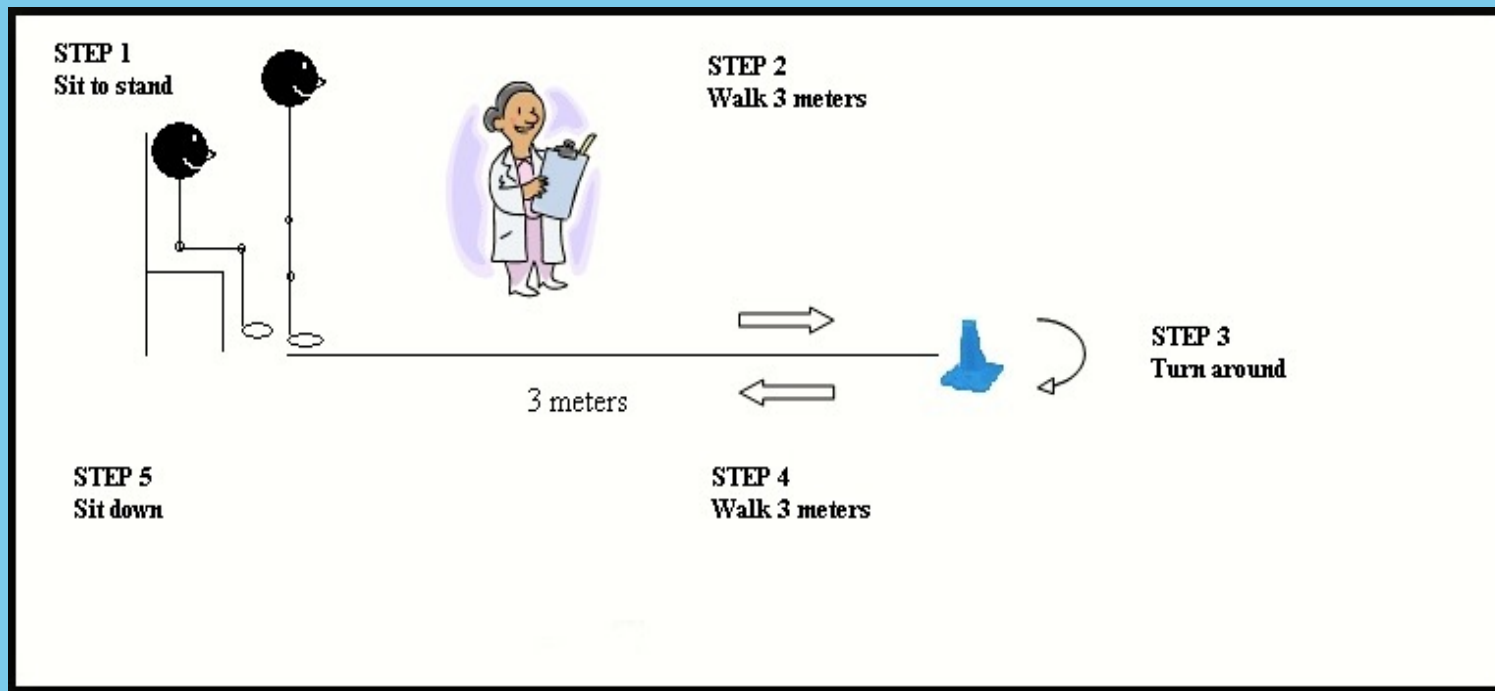 STEP 1
Sit to stand
STEP 2
Walk 3 meters
STEP 3
Turn around
3 meters
STEP 4
Walk 3 meters
STEP 5
Sit down